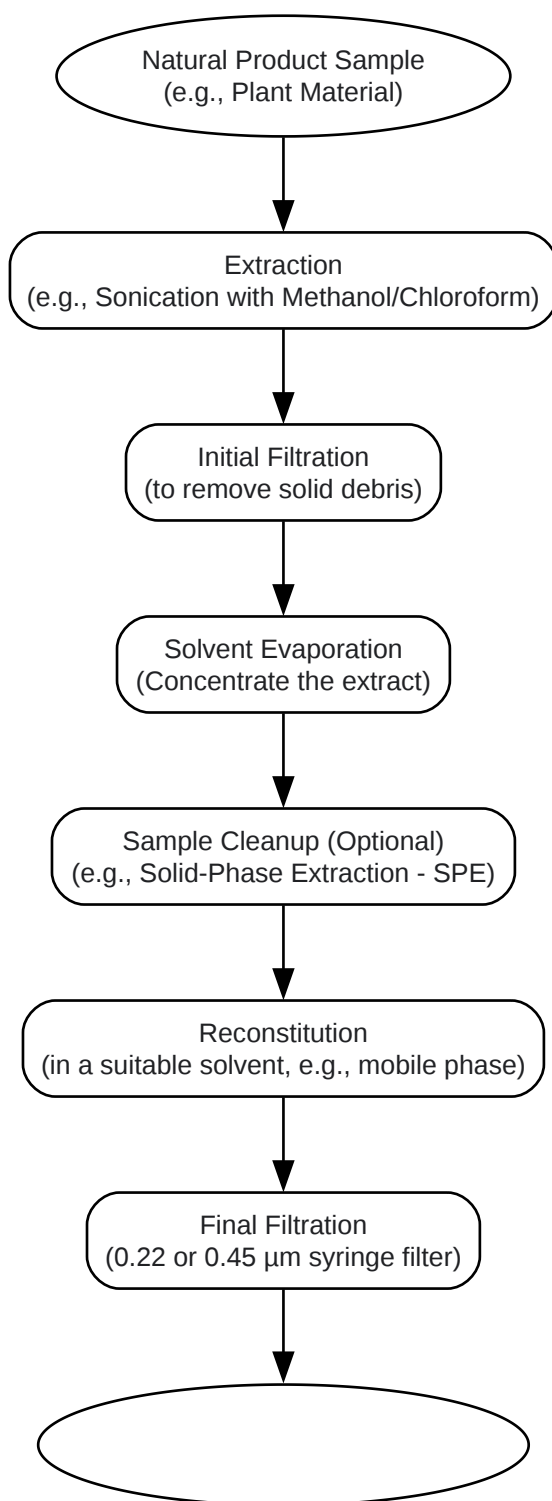 Natural Product Sample
(e.g., Plant Material)
Extraction
(e.g., Sonication with Methanol/Chloroform)
Initial Filtration
(to remove solid debris)
Solvent Evaporation
(Concentrate the extract)
Sample Cleanup (Optional)
(e.g., Solid-Phase Extraction - SPE)
Reconstitution
(in a suitable solvent, e.g., mobile phase)
Final Filtration
(0.22 or 0.45 µm syringe filter)